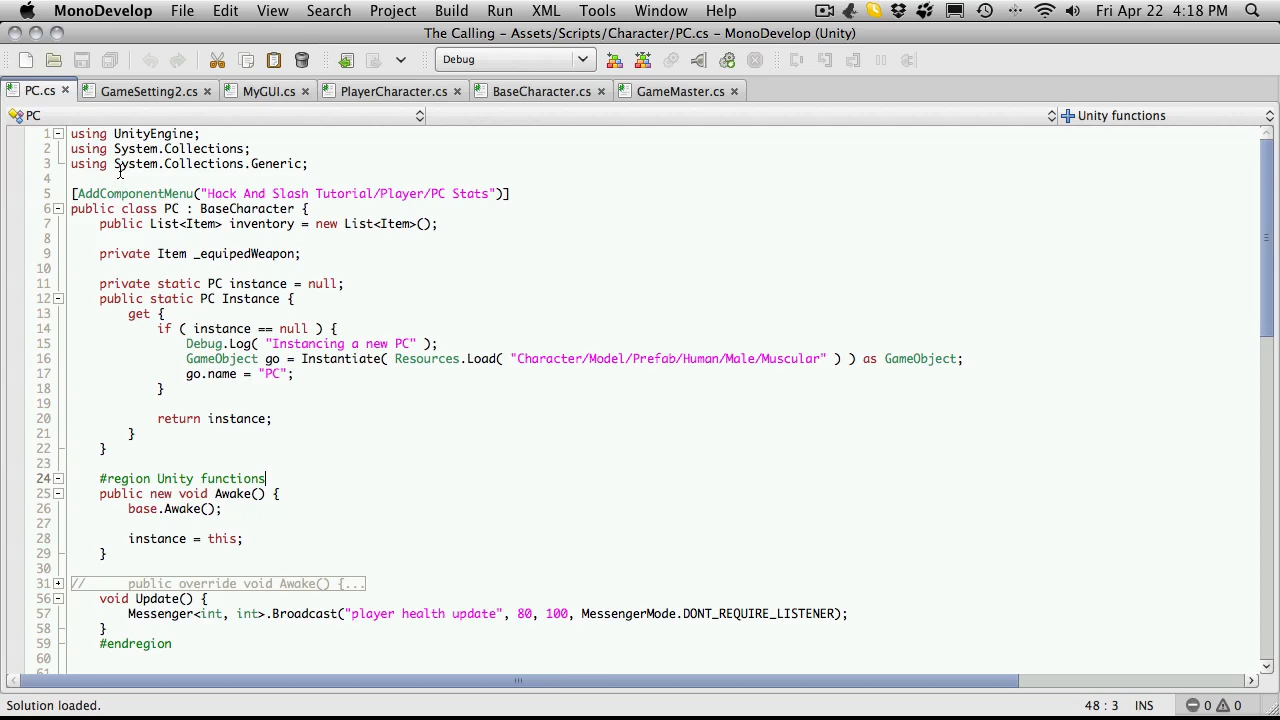 MonoDevelop File Edit View Search Project Build Run XML Tools Window Help Fri Apr 22 4:18 PM
The Calling - Assets/Scripts/Character/PC.cs - MonoDevelop (Unity)
Debug
PC.cs GameSetting2.cs MyGUI.cs PlayerCharacter.cs BaseCharacter.cs GameMaster.cs
PC Unity functions
1 using UnityEngine;
2 using System.Collections;
3 using System.Collections.Generic;
4
5 [AddComponentMenu("Hack And Slash Tutorial/Player/PC Stats")]
6 public class PC : BaseCharacter {
7 public List<Item> inventory = new List<Item>();
8
9 private Item _equipedWeapon;
10
11 private static PC instance = null;
12 public static PC Instance {
13 get {
14 if ( instance == null ) {
15 Debug.Log( "Instancing a new PC" );
16 GameObject go = Instantiate( Resources.Load( "Character/Model/Prefab/Human/Male/Muscular" ) ) as GameObject;
17 go.name = "PC";
18 }
19
20 return instance;
21 }
22 }
23
24 #region Unity functions
25 public new void Awake() {
26 base.Awake();
27
28 instance = this;
29 }
30
31 // public override void Awake() {...
56 void Update() {
57 Messenger<int, int>.Broadcast("player health update", 80, 100, MessengerMode.DONT_REQUIRE_LISTENER);
58 }
59 #endregion
60
61
Solution loaded. 48 : 3 INS 0 0